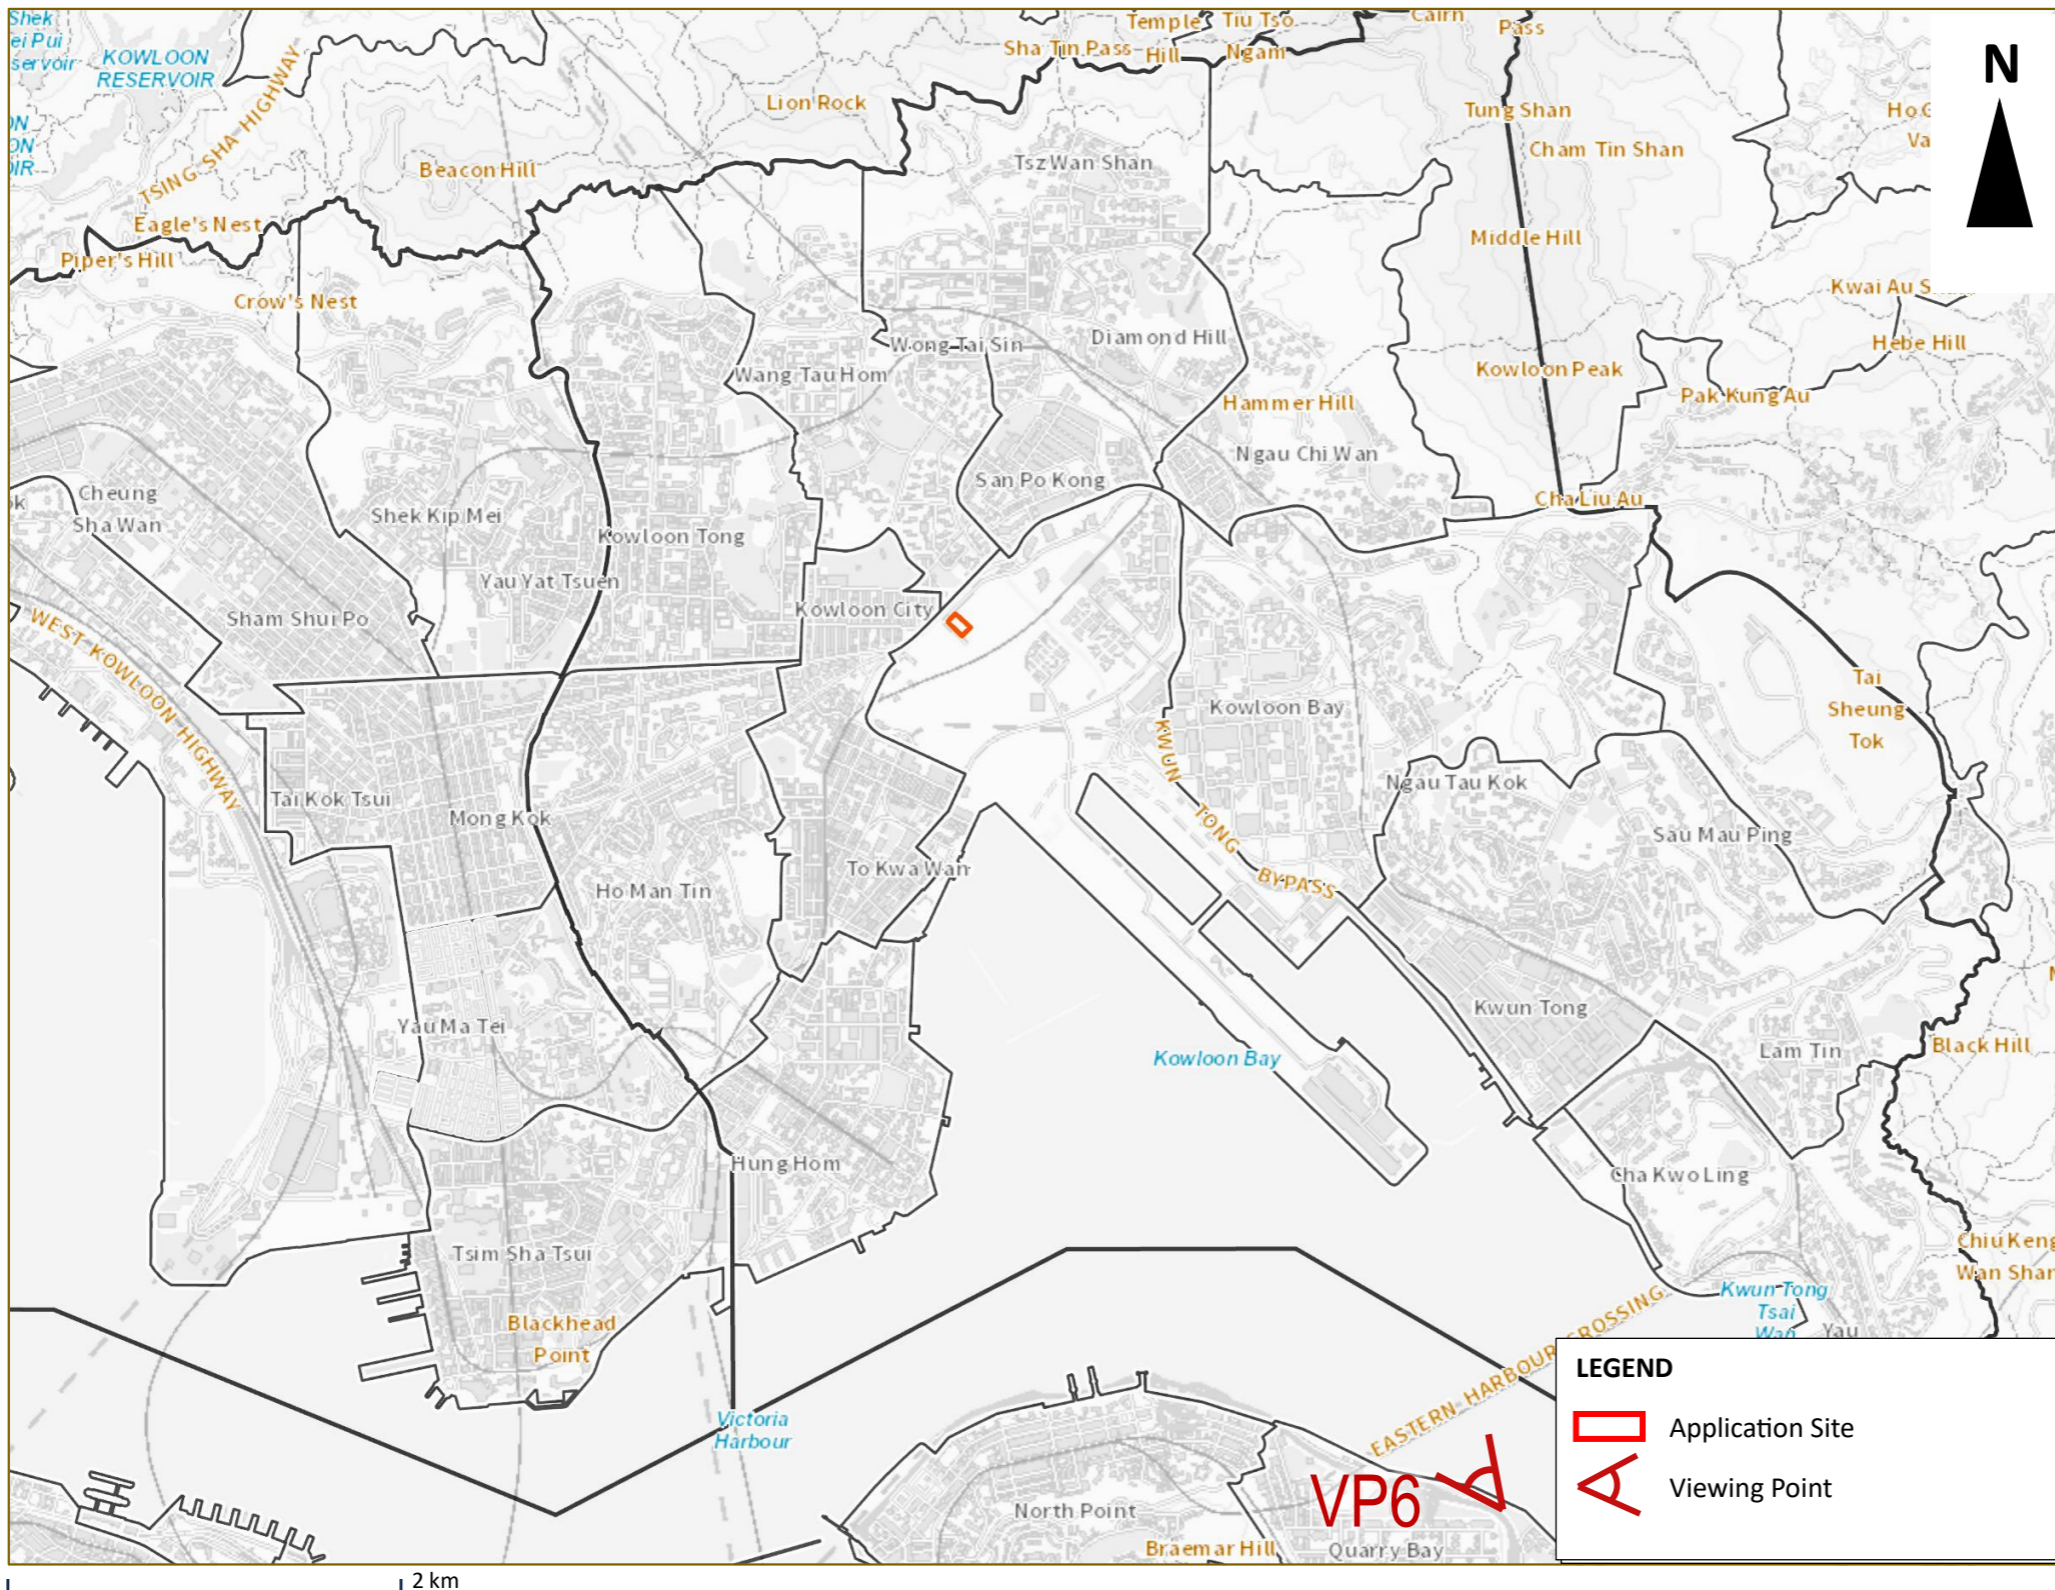 Shek
ei Pui
servoir
KOWLOON
RESERVOIR
TSING SHA HIGHWAY
Temple
Hill
Tiu Tso
Ngam
Sha Tin Pass
Cairn
Pass
N
Lion Rock
Tung Shan
Cham Tin Shan
Ho G
Va
ON
ON
OIR
Beacon Hill
Tsz Wan Shan
Eagle's Nest
Piper's Hill
Middle Hill
Crow's Nest
Kwai Au S
Wong Tai Sin
Diamond Hill
Hebe Hill
Wang Tau Hom
Kowloon Peak
Pak Kung Au
Hammer Hill
Ngau Chi Wan
San Po Kong
Cheung
Sha Wan
ok
Shek Kip Mei
Cha Liu Au
Kowloon Tong
Yau Yat Tsuen
Kowloon City
Sham Shui Po
WEST KOWLOON HIGHWAY
Tai
Sheung
Tok
Kowloon Bay
KWUN TONG BYPASS
Ngau Tau Kok
Tai Kok Tsui
Mong Kok
Sau Mau Ping
To Kwa Wan
Ho Man Tin
Kwun Tong
Yau Ma Tei
Kowloon Bay
Lam Tin
Black Hill
Hung Hom
Cha Kwo Ling
Tsim Sha Tsui
Chiu Keng
Wan Shan
Kwun Tong
Tsai
Wan
Yau
Blackhead
Point
EASTERN HARBOUR CROSSING
Victoria
Harbour
LEGEND
Application Site
Viewing Point
VP6
North Point
Braemar Hill
Quarry Bay
2 km